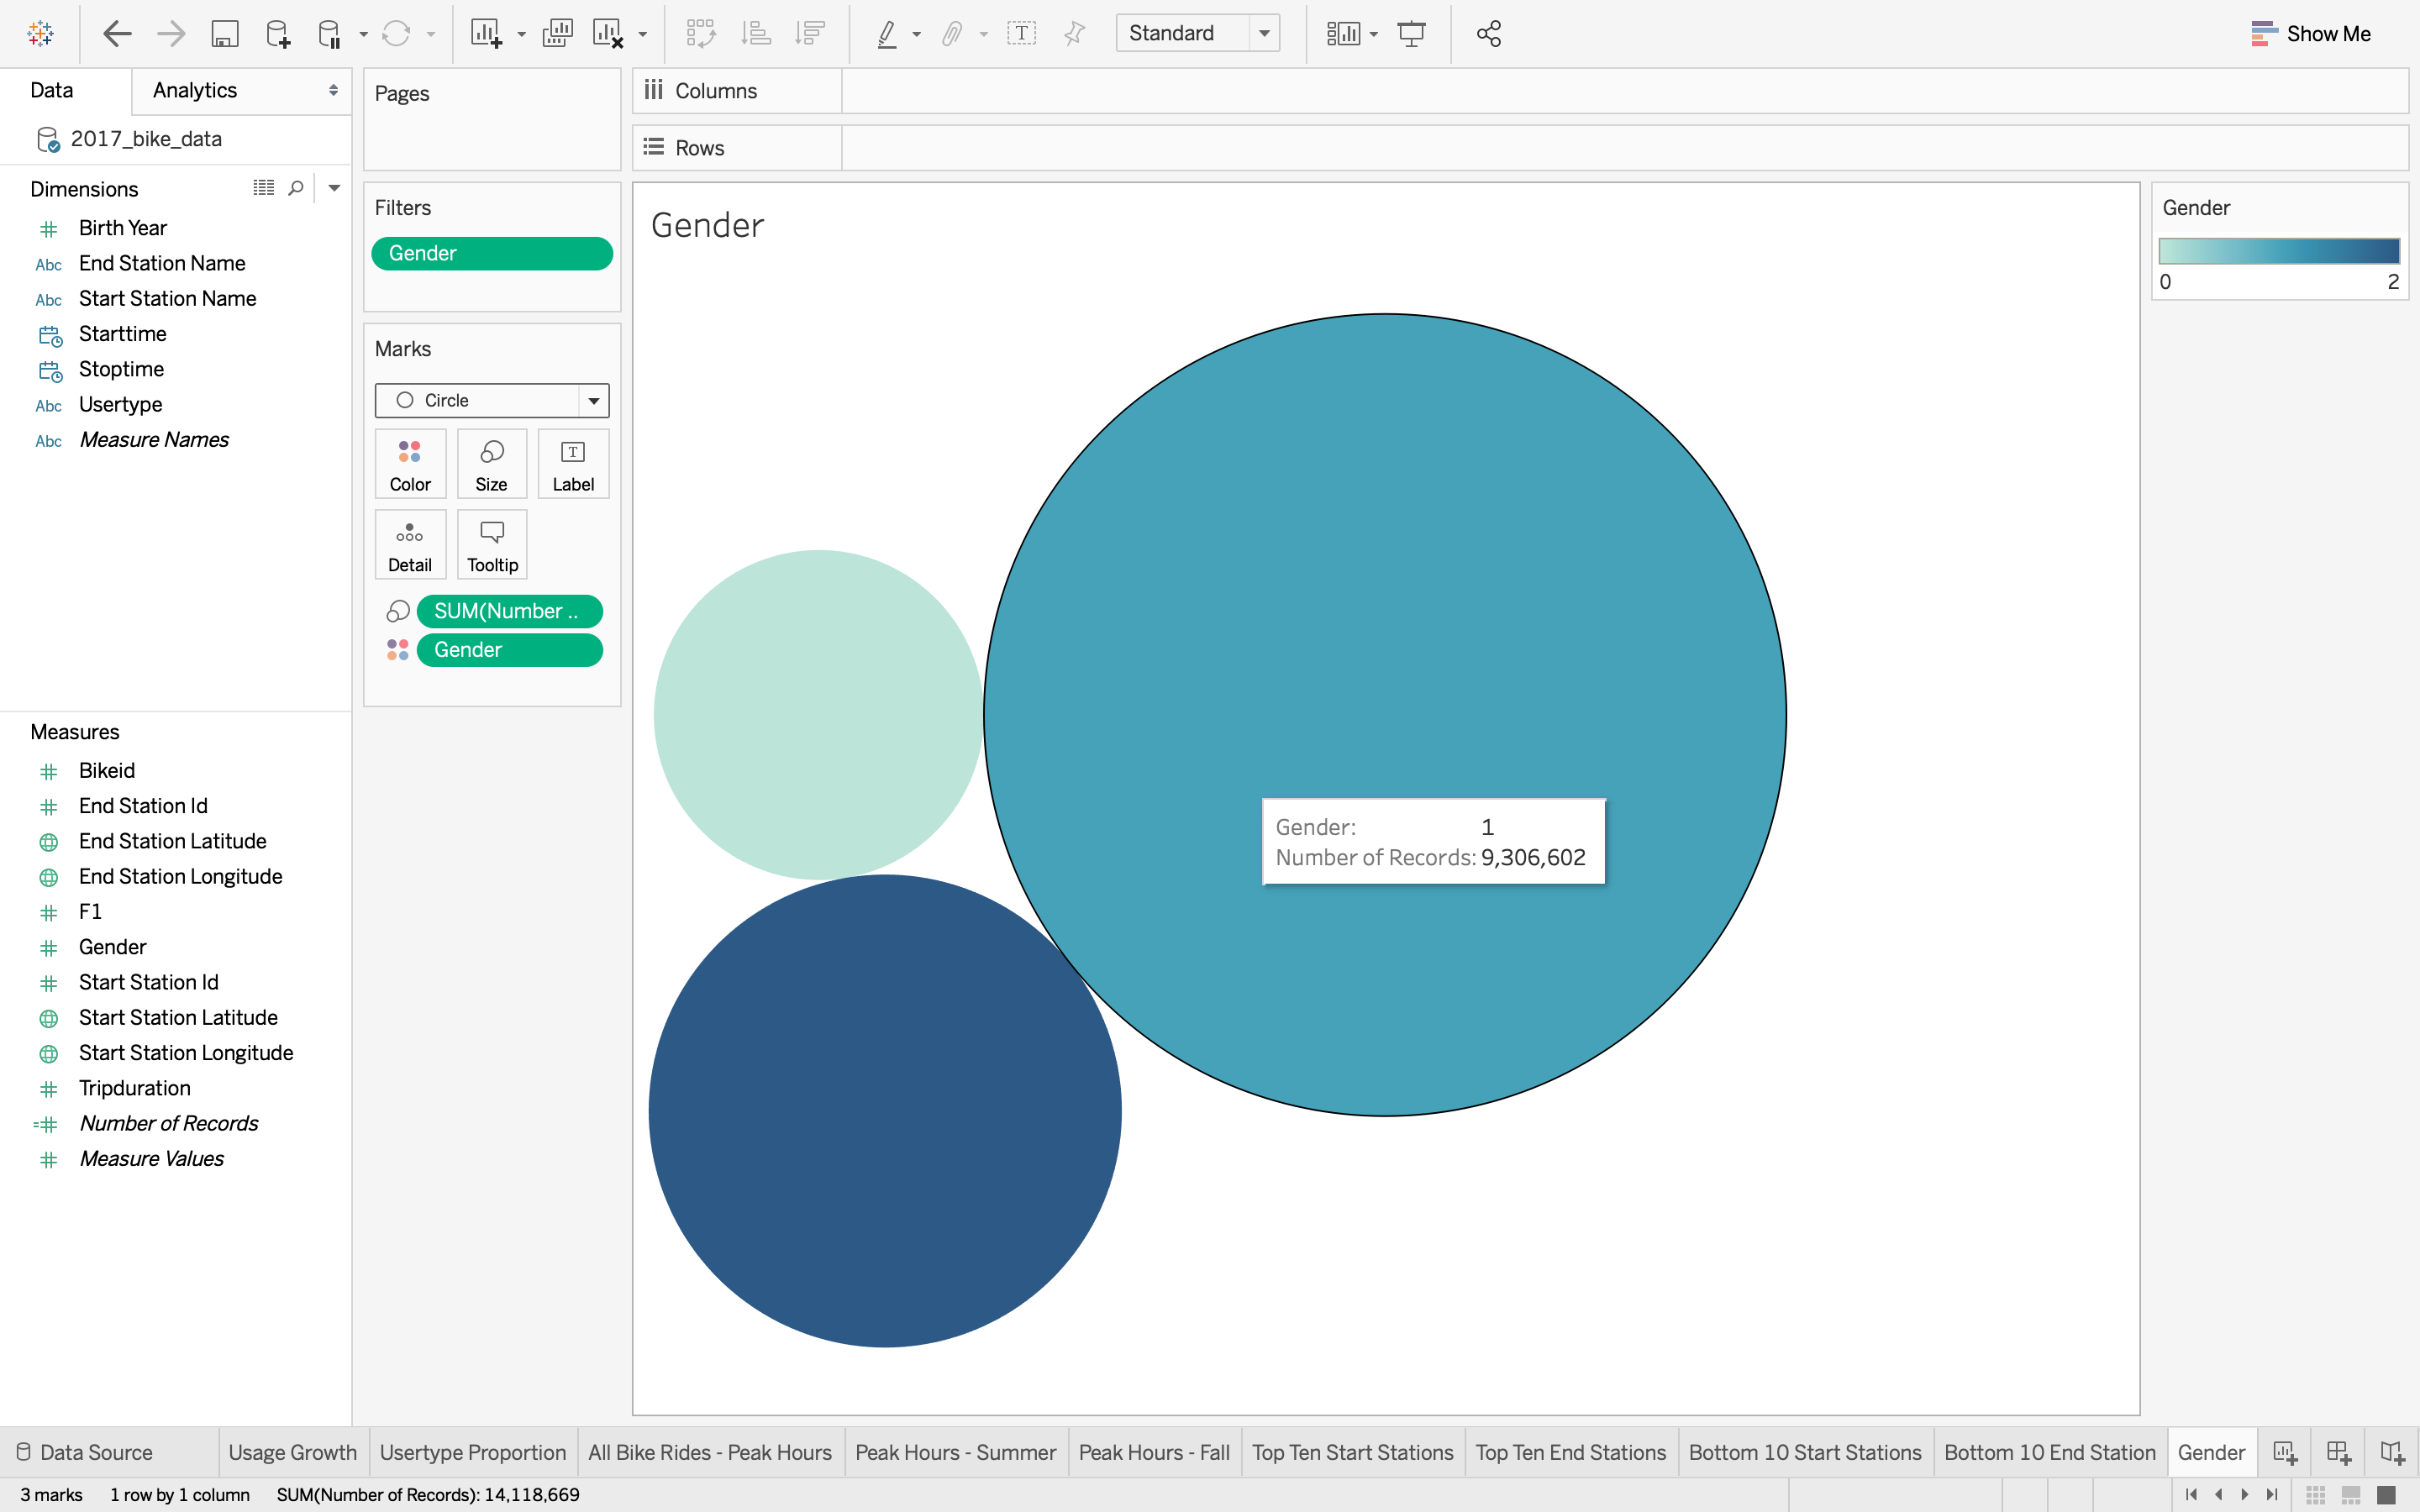 Standard
Show Me
Data
Analytics
2017_bike_data
Dimensions
Birth Year
Abc End Station Name
Abc Start Station Name
Starttime
Stoptime
Abc Usertype
Abc Measure Names
Measures
Bikeid
End Station Id
End Station Latitude
End Station Longitude
F1
Gender
Start Station Id
Start Station Latitude
Start Station Longitude
Tripduration
=# Number of Records
Measure Values
Pages
Filters
Gender
Marks
Circle
Color Size Label
Detail Tooltip
SUM(Number ..
Gender
Columns
Rows
Gender
Gender: 1
Number of Records: 9,306,602
Gender
0 2
Data Source Usage Growth Usertype Proportion All Bike Rides - Peak Hours Peak Hours - Summer Peak Hours - Fall Top Ten Start Stations Top Ten End Stations Bottom 10 Start Stations Bottom 10 End Station Gender
3 marks 1 row by 1 column SUM(Number of Records): 14,118,669